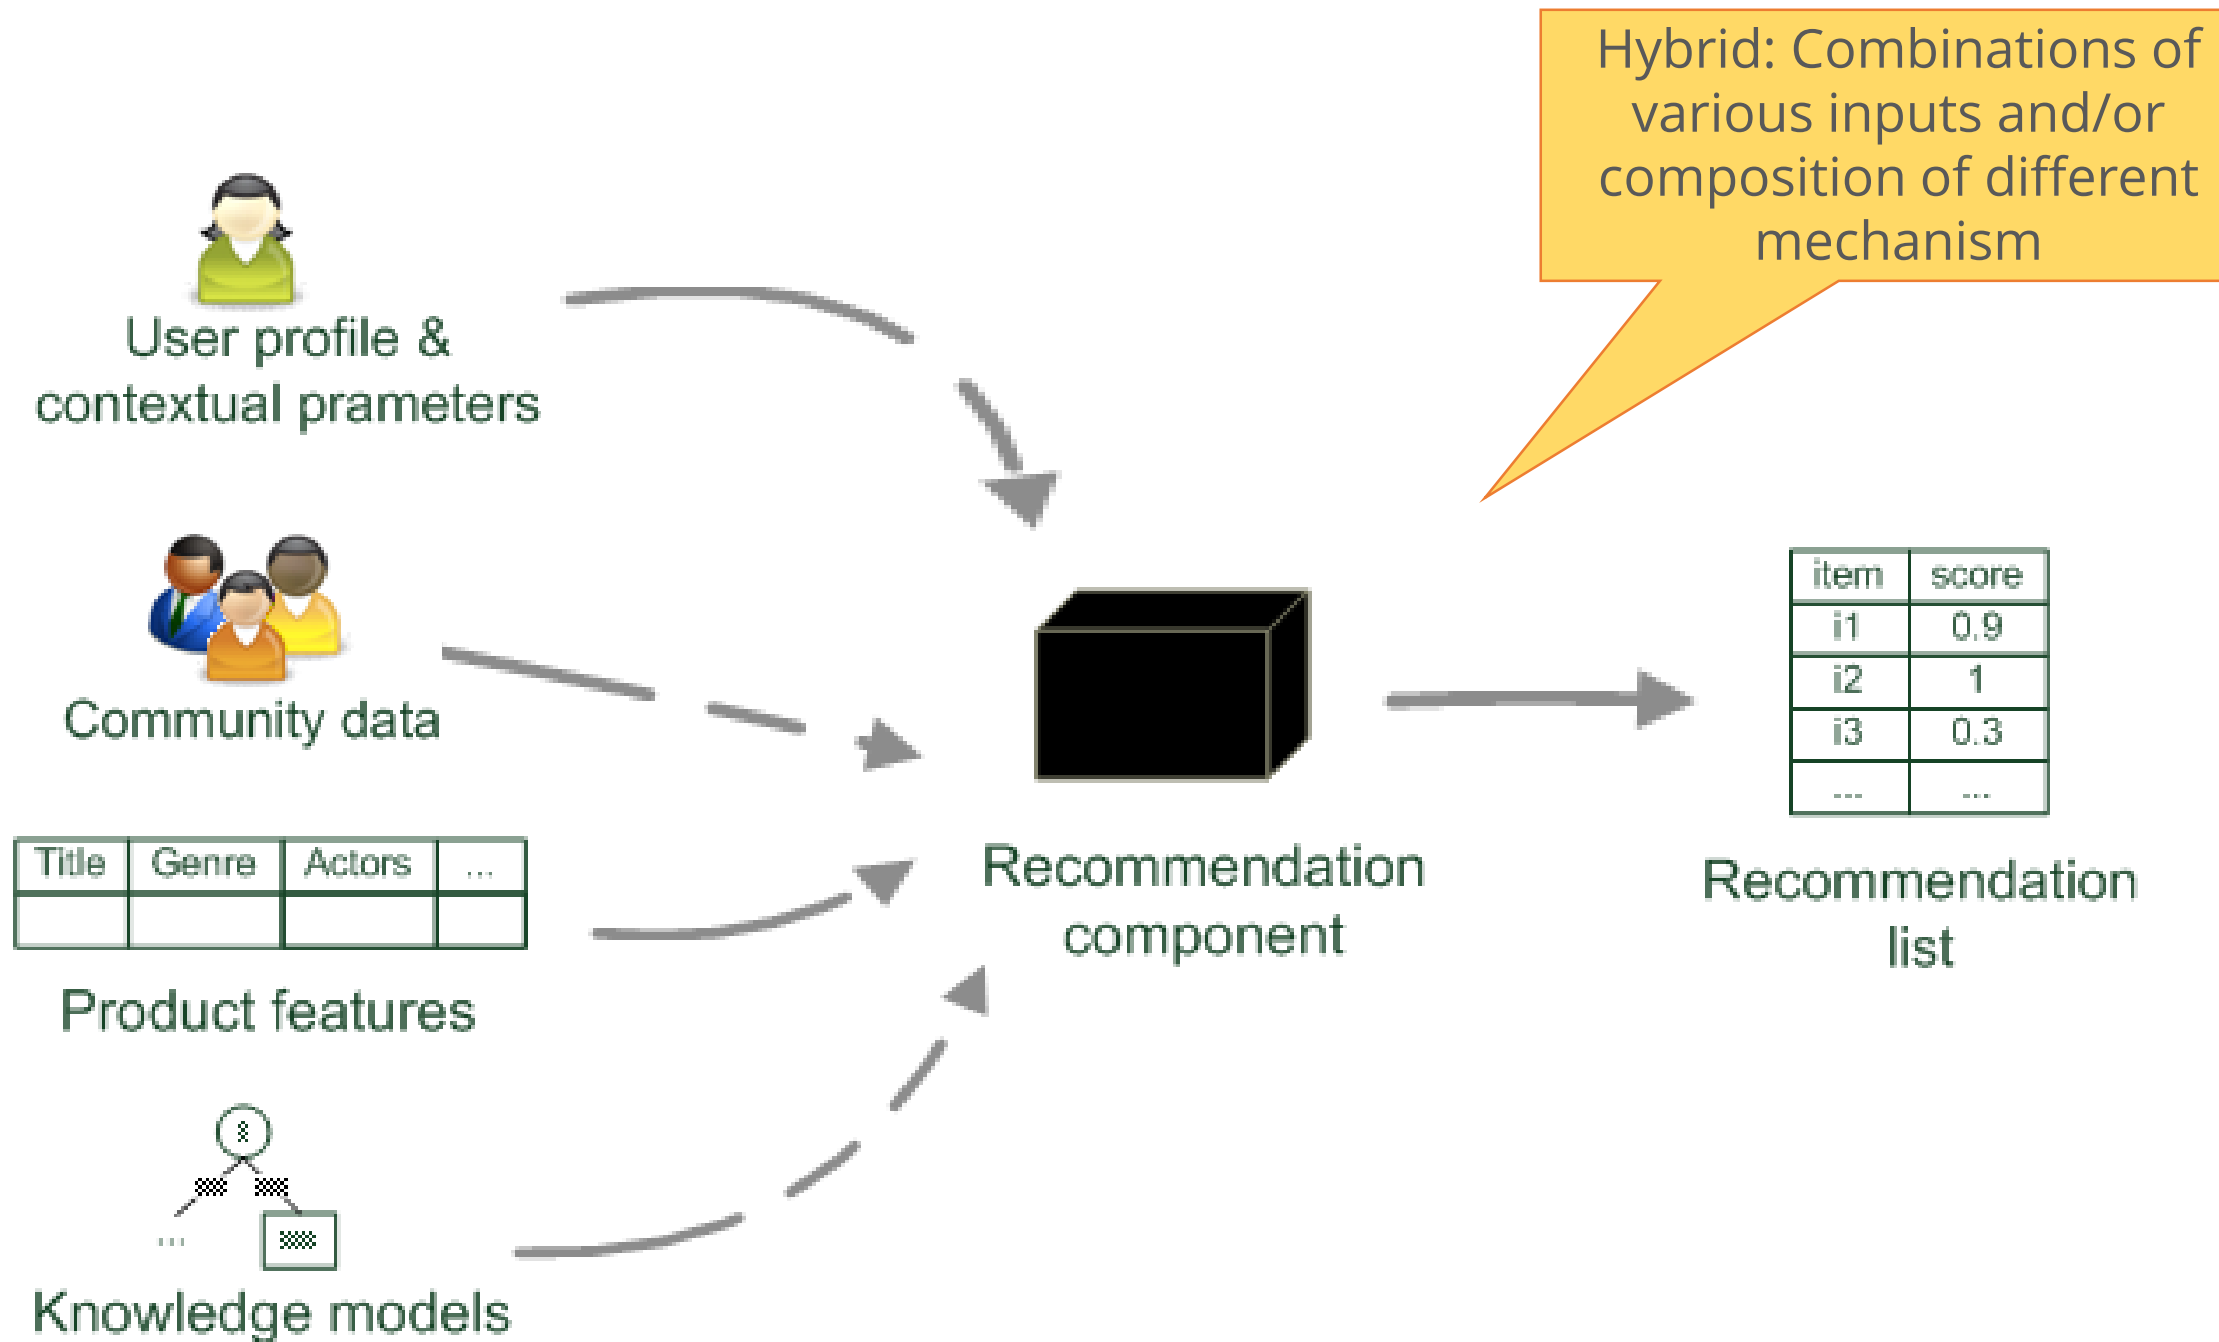 Hybrid: Combinations of
various inputs and/or
composition of different
mechanism
User profile &
contextual prameters
Community data
Title Genre Actors ...
Product features
...
Knowledge models
Recommendation
component
item score
i1 0.9
i2 1
i3 0.3
... ...
Recommendation
list